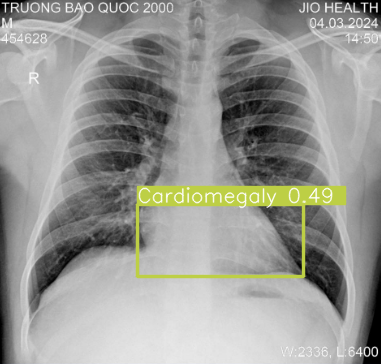 TRUONG BAO QUOC 2000
M
454628
JIO HEALTH
04.03.2024
14:50
R
Cardiomegaly 0.49
W:2336, L:6400